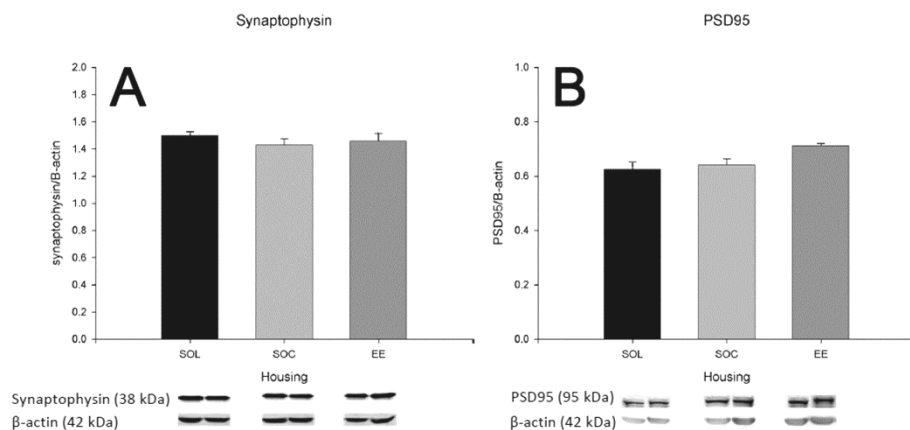 Synaptophysin
A
synaptophysin/B-actin
2.0
1.8
1.6
1.4
1.2
1.0
0.8
0.6
0.4
0.2
0.0
SOL SOC EE
Housing
Synaptophysin (38 kDa)
β-actin (42 kDa)
PSD95
B
PSD95/B-actin
1.0
0.8
0.6
0.4
0.2
0.0
SOL SOC EE
Housing
PSD95 (95 kDa)
β-actin (42 kDa)